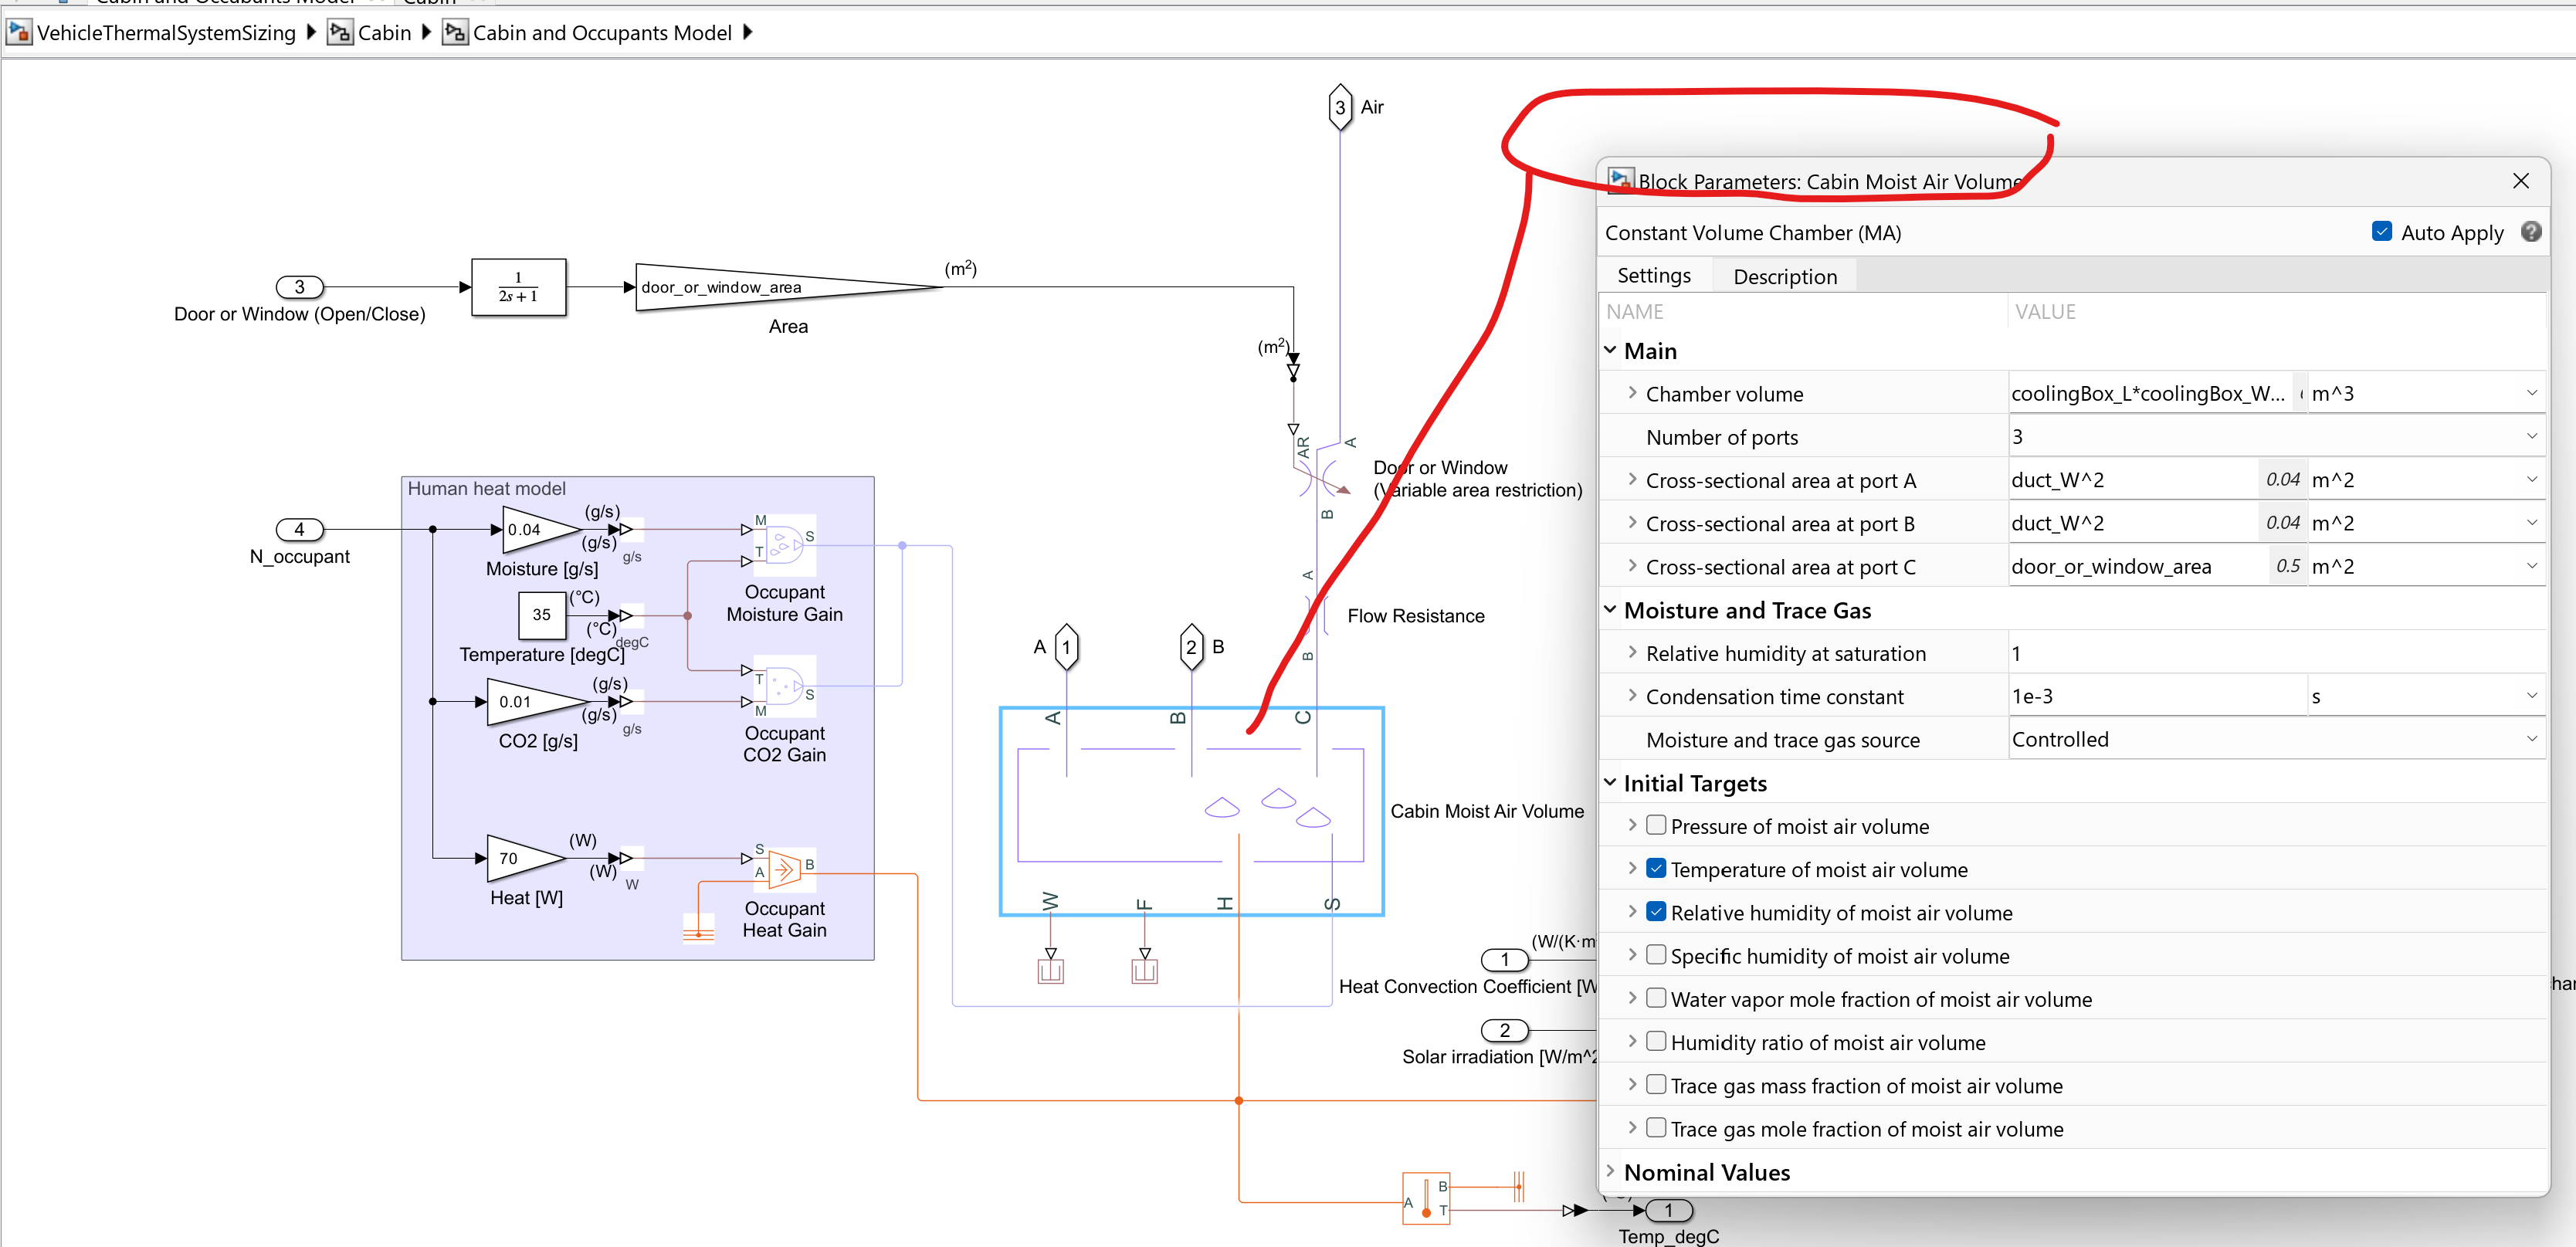 Cabin and Occupants Model Cabin
VehicleThermalSystemSizing Cabin Cabin and Occupants Model
3 Air
Block Parameters: Cabin Moist Air Volume
Constant Volume Chamber (MA) Auto Apply
Settings Description
NAME VALUE
Main
Chamber volume coolingBox_L*coolingBox_W... m^3
Number of ports 3
Cross-sectional area at port A duct_W^2 0.04 m^2
Cross-sectional area at port B duct_W^2 0.04 m^2
Cross-sectional area at port C door_or_window_area 0.5 m^2
Moisture and Trace Gas
Relative humidity at saturation 1
Condensation time constant 1e-3 s
Moisture and trace gas source Controlled
Initial Targets
Pressure of moist air volume
Temperature of moist air volume
Relative humidity of moist air volume
Specific humidity of moist air volume
Water vapor mole fraction of moist air volume
Humidity ratio of moist air volume
Trace gas mass fraction of moist air volume
Trace gas mole fraction of moist air volume
Nominal Values
3
Door or Window (Open/Close)
1
2s + 1
door_or_window_area
(m²)
Area
(m²)
AR A
Door or Window
(Variable area restriction)
B
A
Flow Resistance
B
Human heat model
4
N_occupant
0.04
(g/s)
(g/s)
g/s
Moisture [g/s]
M
T
S
Occupant
Moisture Gain
35
(°C)
(°C)
degC
Temperature [degC]
0.01
(g/s)
(g/s)
g/s
CO2 [g/s]
T
M
S
Occupant
CO2 Gain
70
(W)
(W)
W
Heat [W]
S
A
B
Occupant
Heat Gain
A 1
2 B
A B C
Cabin Moist Air Volume
W F H S
(W/(K·m
1
Heat Convection Coefficient [W
2
Solar irradiation [W/m^2
A B T
1
Temp_degC